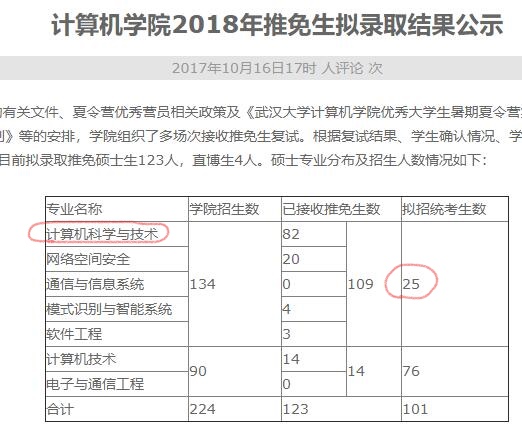 计算机学院2018年推免生拟录取结果公示
2017年10月16日17时 人评论 次
有关文件、夏令营优秀营员相关政策及《武汉大学计算机学院优秀大学生暑期夏令营
》等的安排，学院组织了多场次接收推免生复试。根据复试结果、学生确认情况、学
目前拟录取推免硕士生123人，直博生4人。硕士专业分布及招生人数情况如下：
专业名称 学院招生数 已接收推免生数 拟招统考生数
计算机科学与技术 134 82 109 25
网络空间安全 20
通信与信息系统 0
模式识别与智能系统 4
软件工程 3
计算机技术 90 14 14 76
电子与通信工程 0
合计 224 123 101